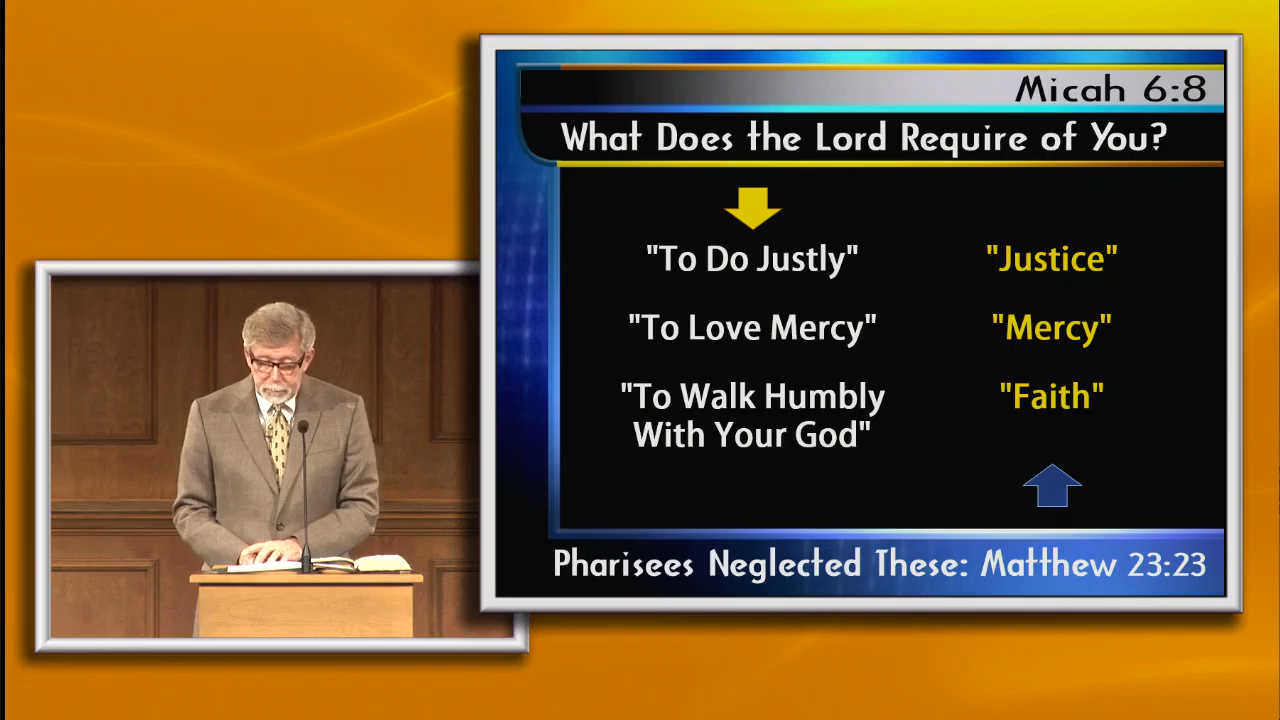 Micah 6:8
What Does the Lord Require of You?
"To Do Justly" "Justice"
"To Love Mercy" "Mercy"
"To Walk Humbly "Faith"
With Your God"
Pharisees Neglected These: Matthew 23:23